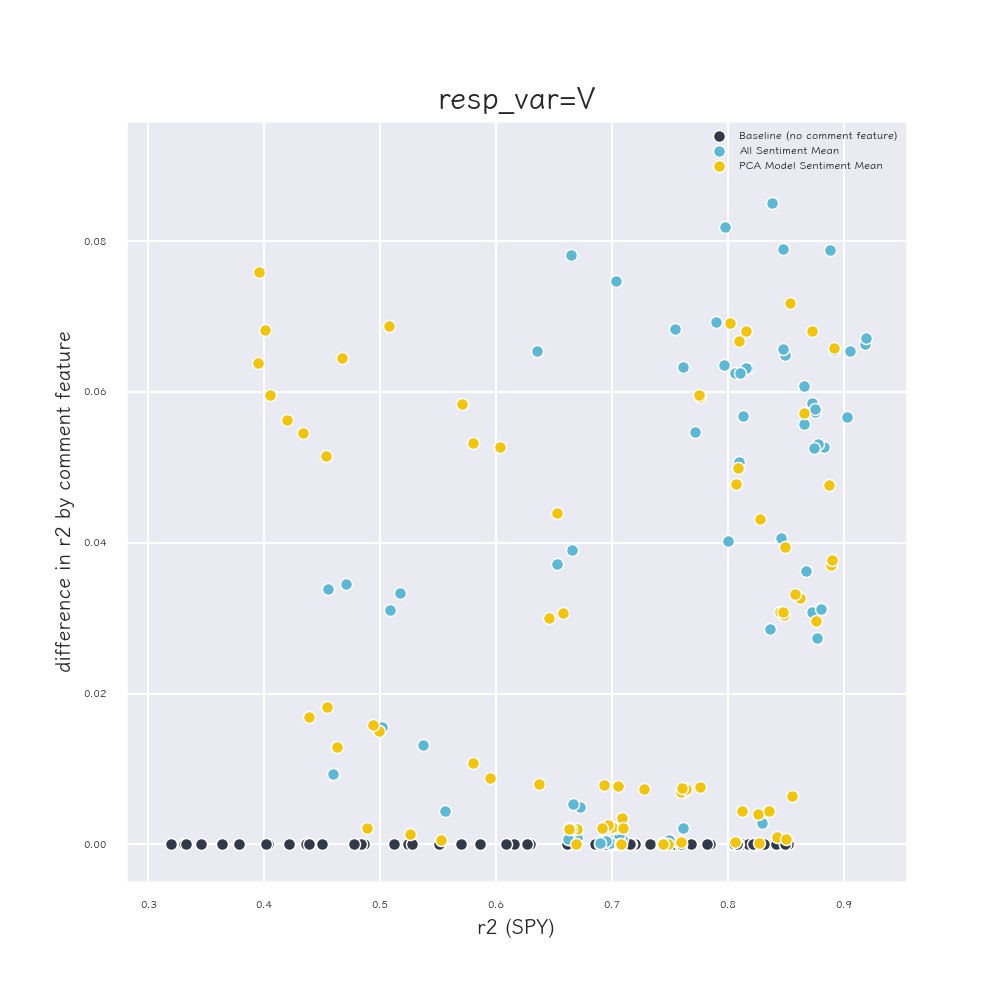 resp_var=V
Baseline (no comment feature)
All Sentiment Mean
PCA Model Sentiment Mean
difference in r2 by comment feature
0.08
0.06
0.04
0.02
0.00
0.3 0.4 0.5 0.6 0.7 0.8 0.9
r2 (SPY)